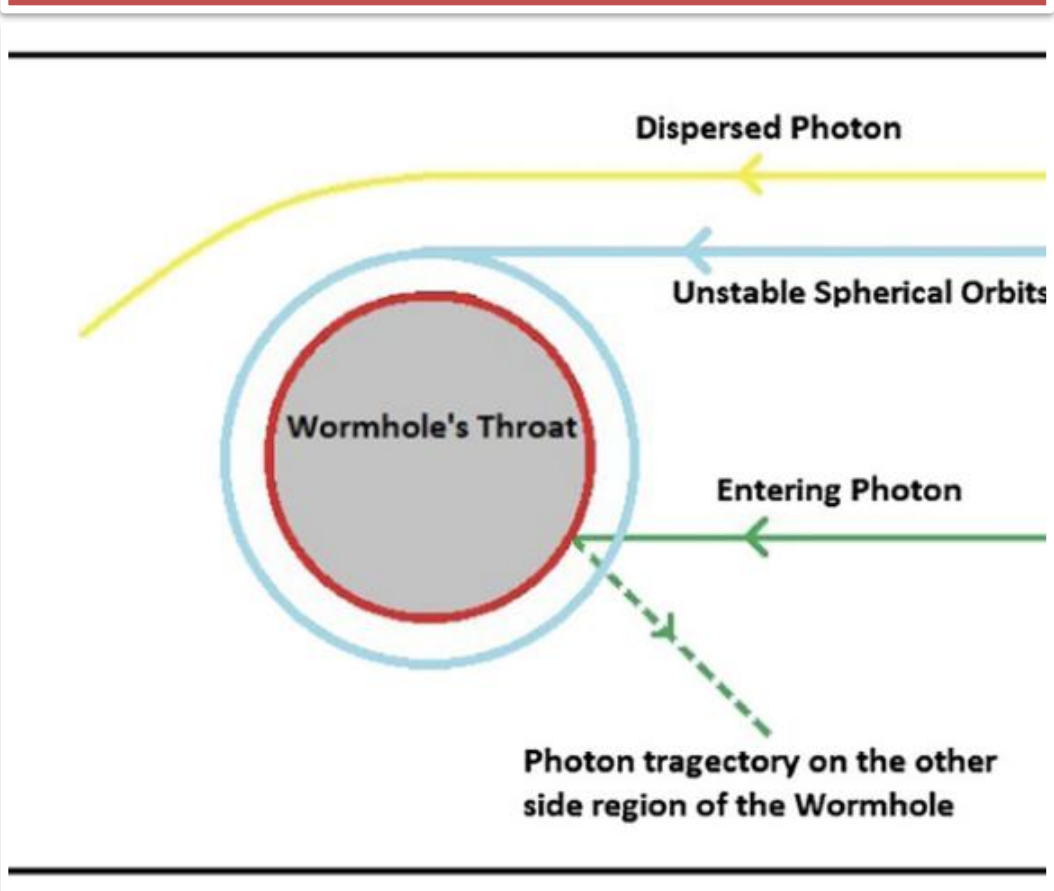 Dispersed Photon
Unstable Spherical Orbits
Wormhole's Throat
Entering Photon
Photon tragectory on the other
side region of the Wormhole